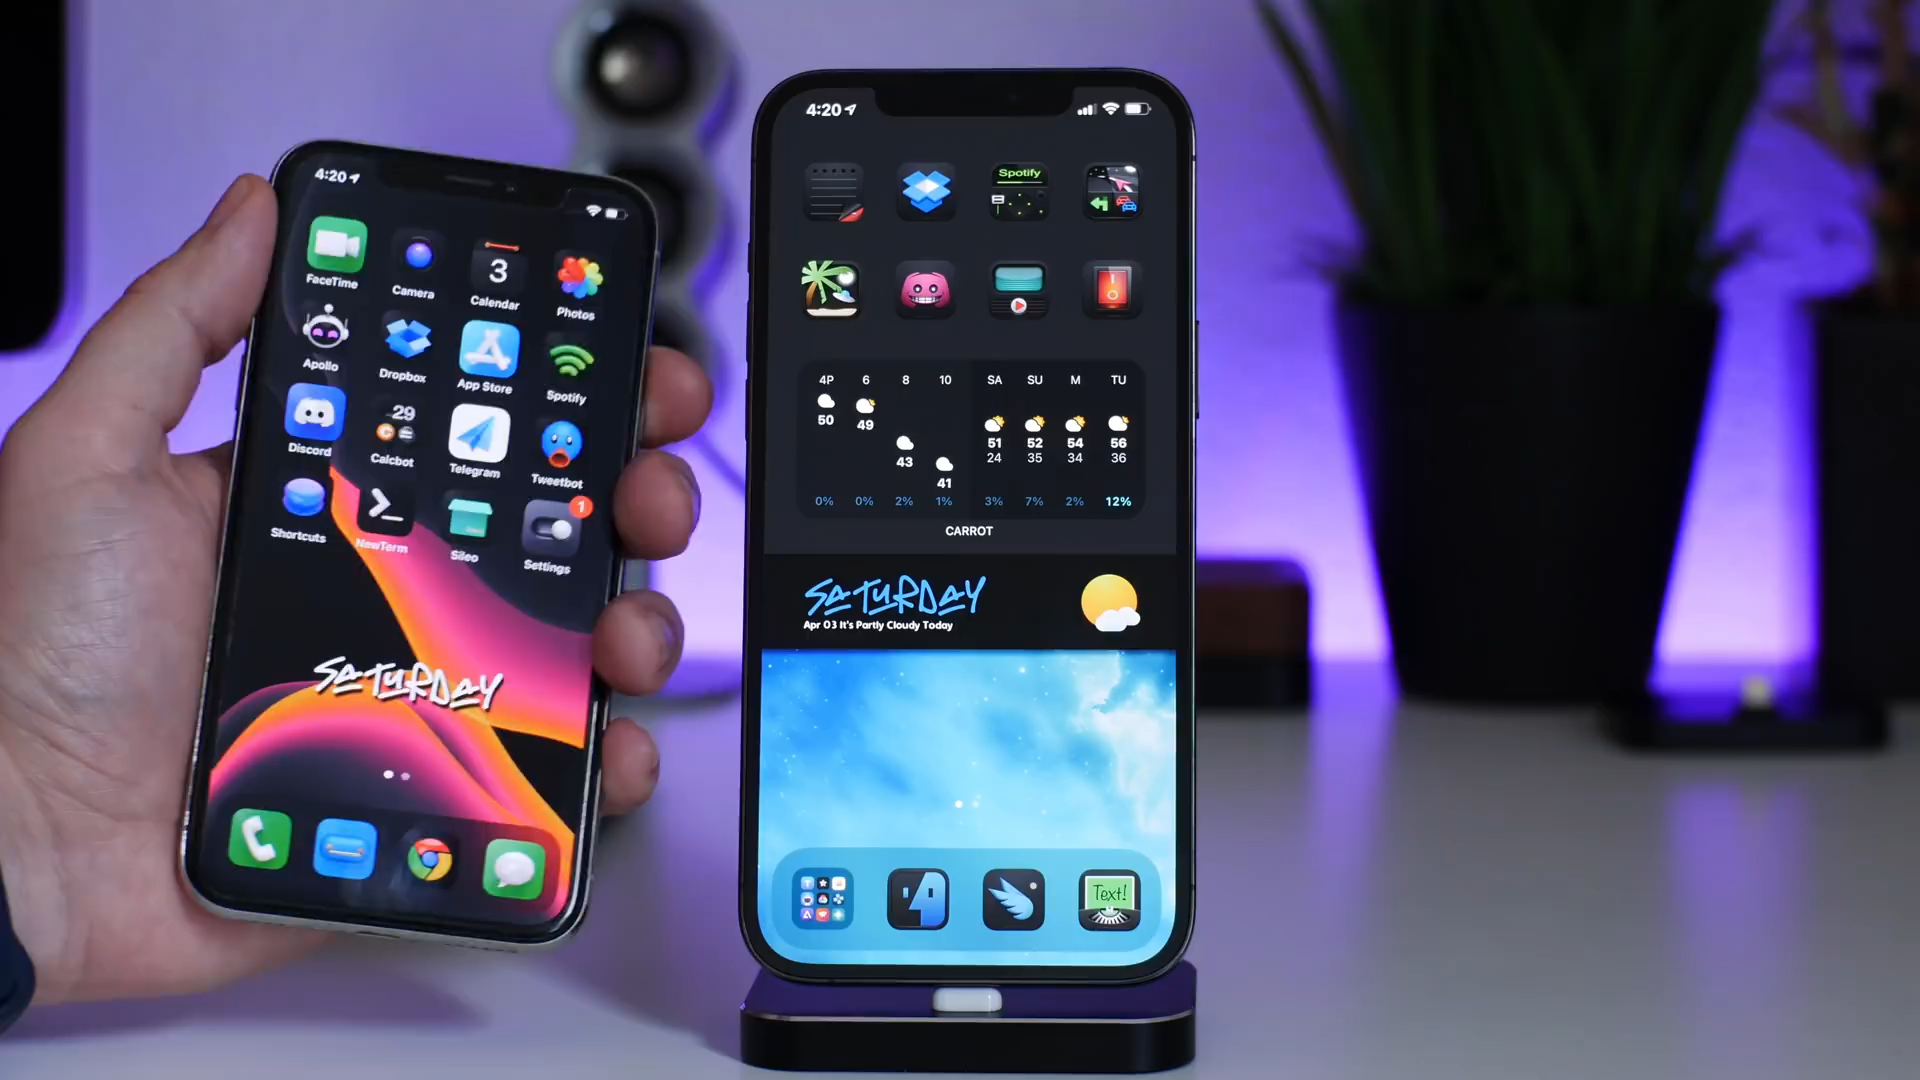 4:20
FaceTime
Camera
3
Calendar
Photos
Apollo
Dropbox
App Store
Spotify
Discord
29
Calcbot
Telegram
Tweetbot
Shortcuts
NewTerm
Sileo
1
Settings
SATURDAY
4:20
Spotify
4P 6 8 10 SA SU M TU
50 49 43 41 51 52 54 56
24 35 34 36
0% 0% 2% 1% 3% 7% 2% 12%
CARROT
SATURDAY
Apr 03 It's Partly Cloudy Today
Text!